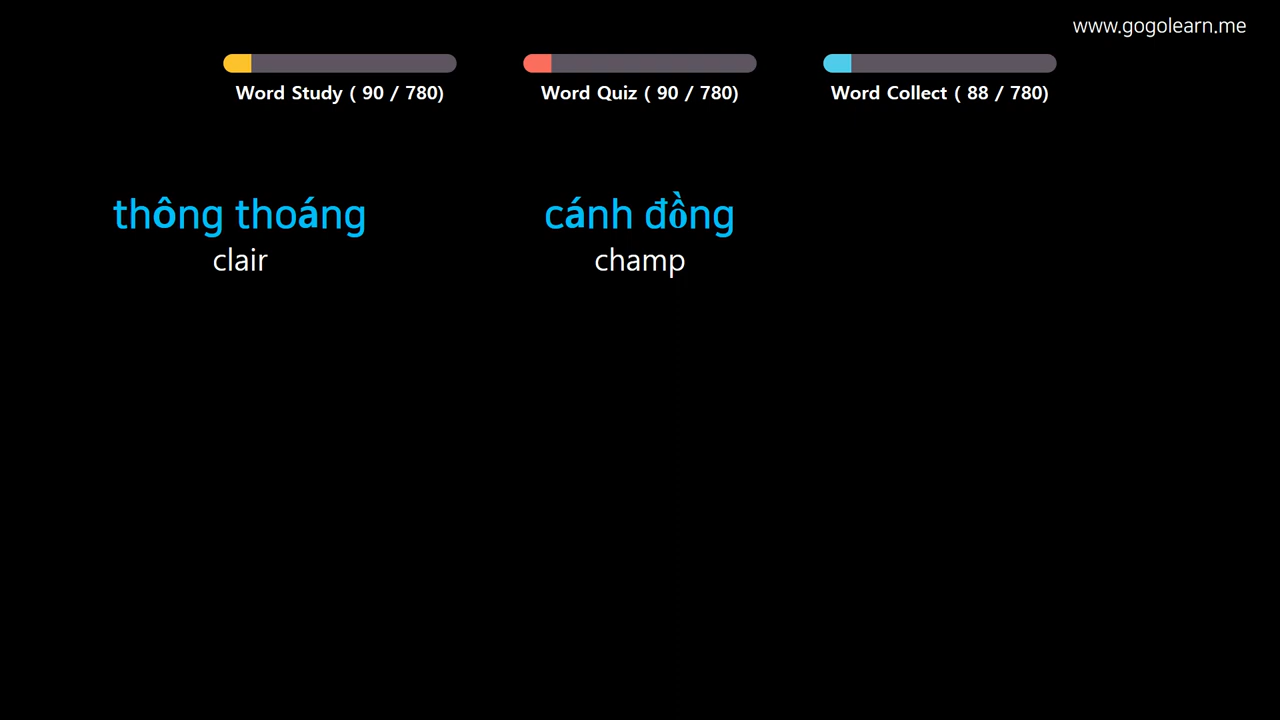 www.gogolearn.me
Word Study ( 90 / 780)
Word Quiz ( 90 / 780)
Word Collect ( 88 / 780)
thông thoáng
clair
cánh đồng
champ